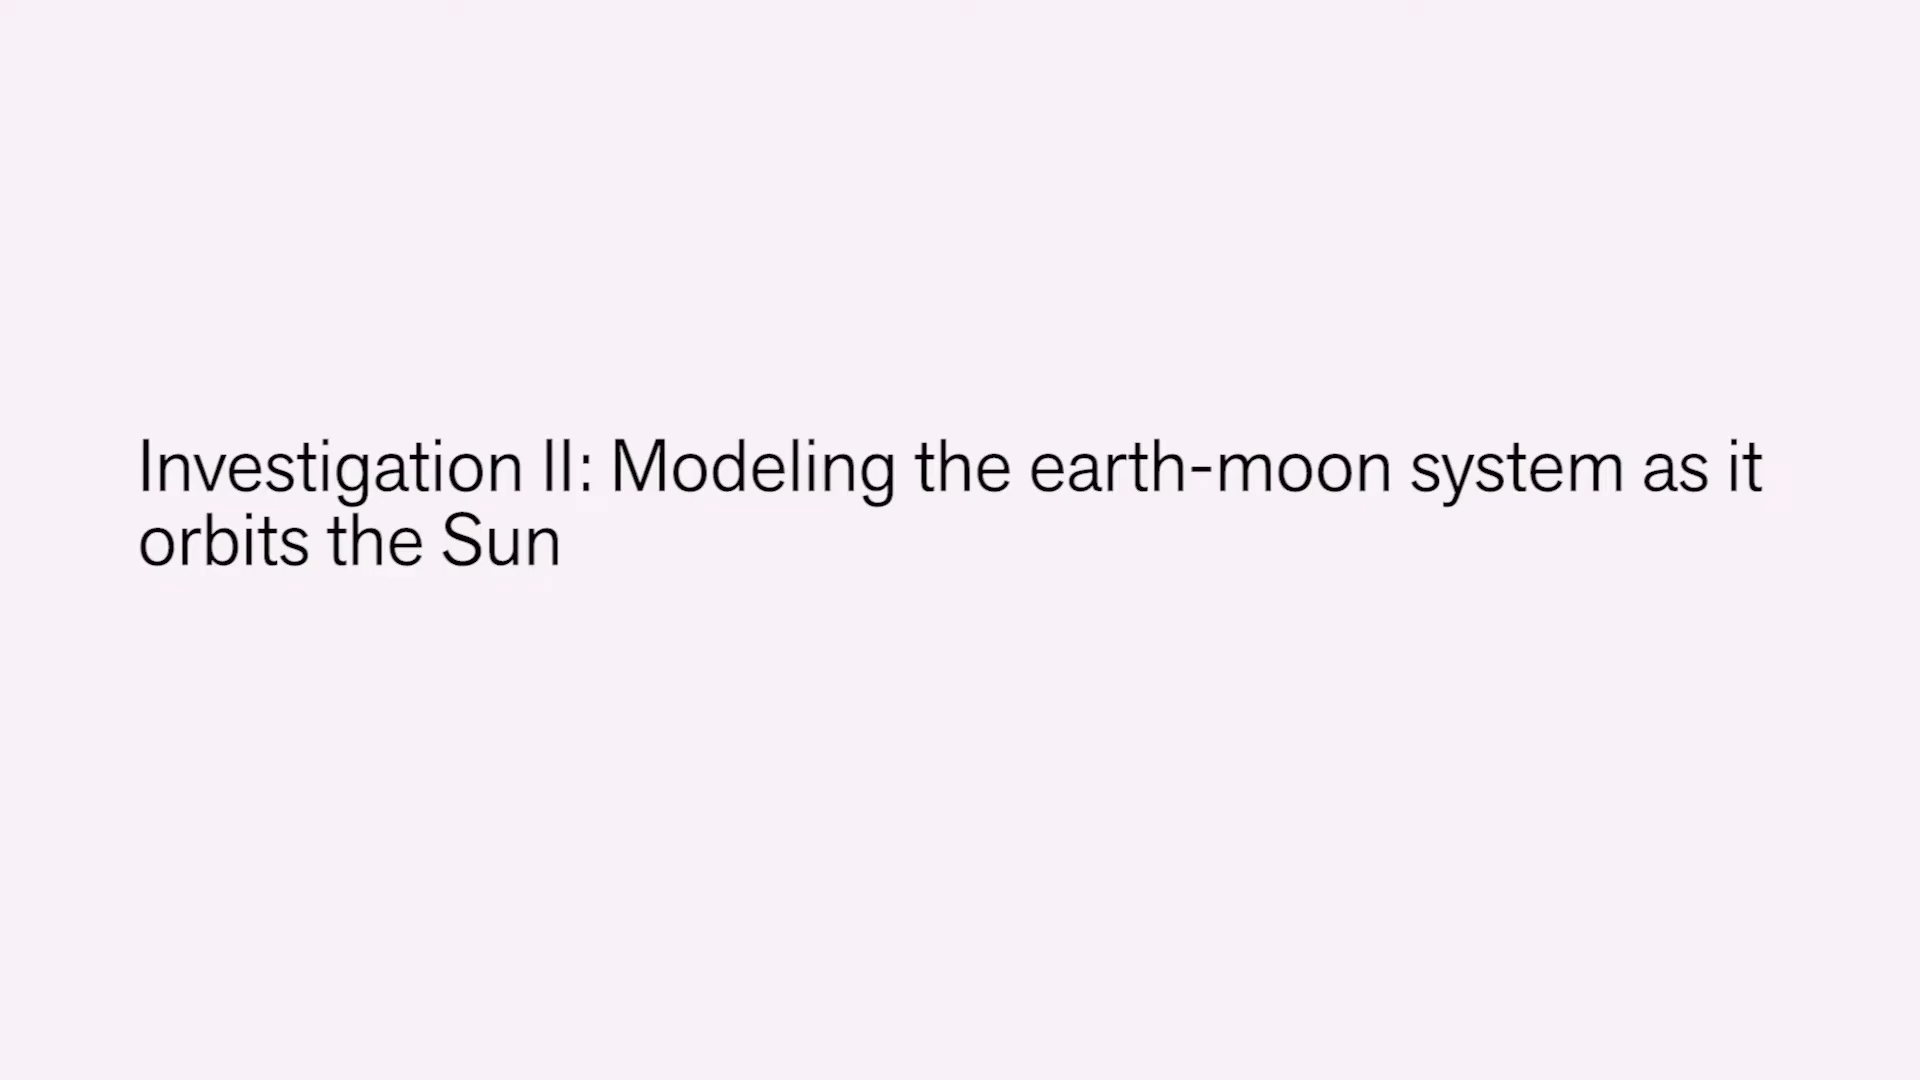 Investigation II: Modeling the earth-moon system as it
orbits the Sun